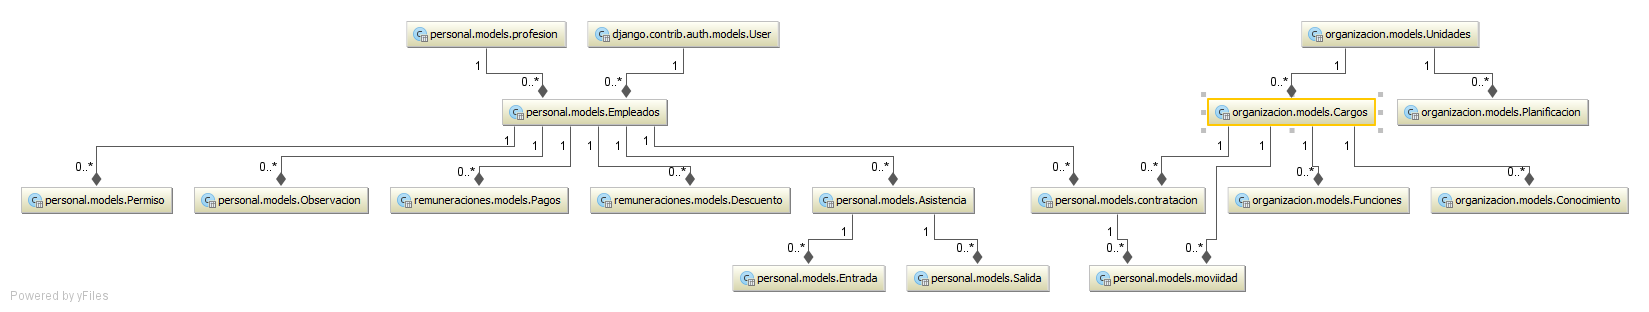 personal.models.profesion
django.contrib.auth.models.User
organizacion.models.Unidades
1
1
1
1
0..*
0..*
0..*
0..*
personal.models.Empleados
organizacion.models.Cargos
organizacion.models.Planificacion
1
1
1
1
1
1
1
1
1
1
0..*
0..*
0..*
0..*
0..*
0..*
0..*
0..*
0..*
personal.models.Permiso
personal.models.Observacion
remuneraciones.models.Pagos
remuneraciones.models.Descuento
personal.models.Asistencia
personal.models.contratacion
organizacion.models.Funciones
organizacion.models.Conocimiento
1
1
1
0..*
0..*
0..*
0..*
personal.models.Entrada
personal.models.Salida
personal.models.moviidad
Powered by yFiles